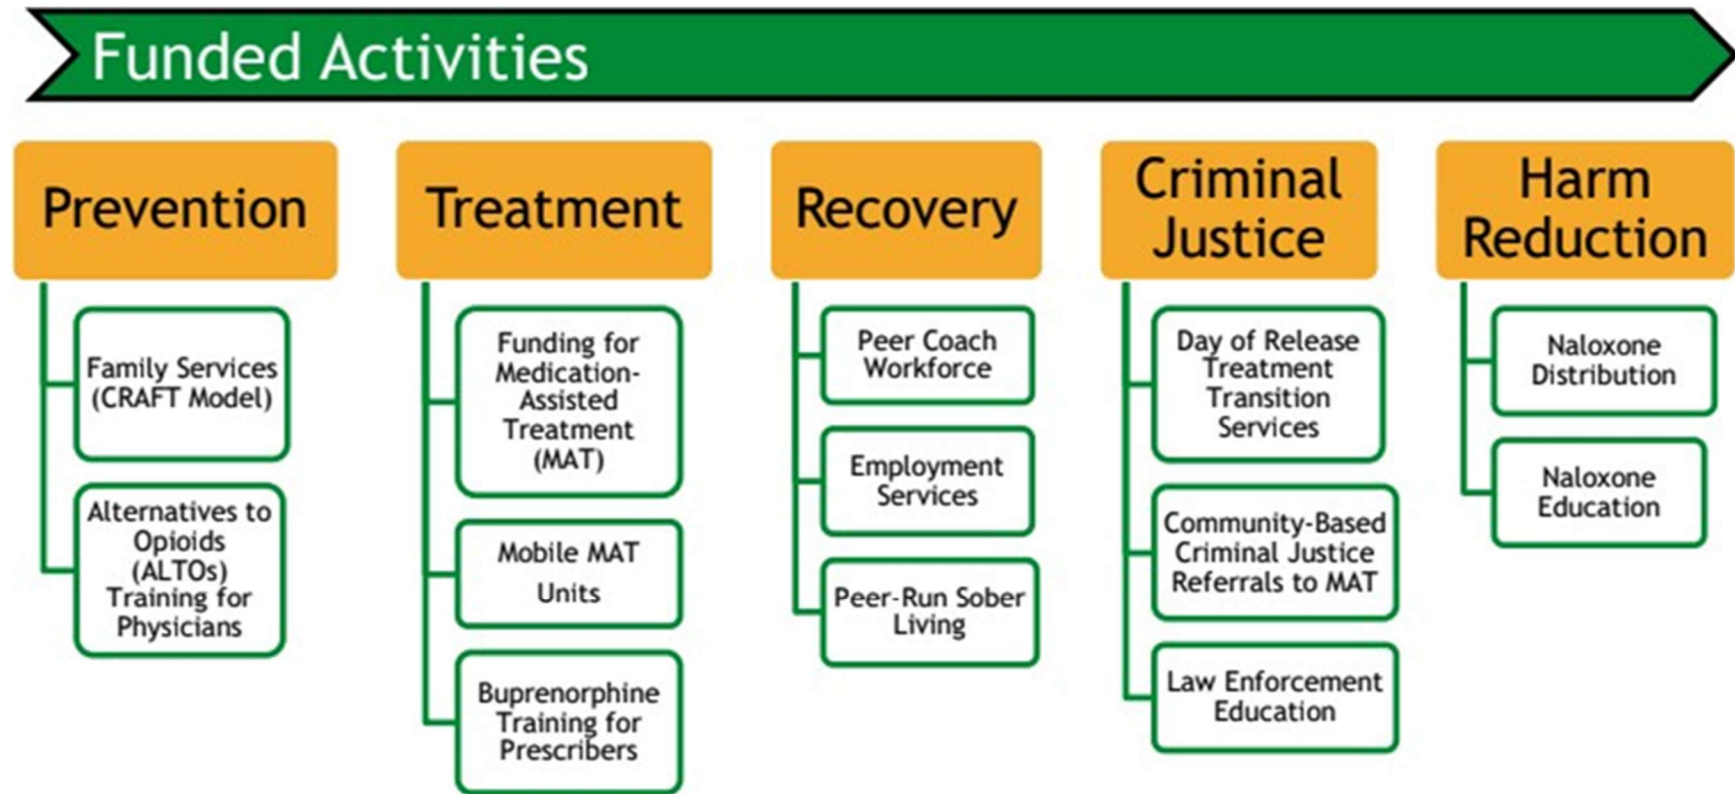 Funded Activities
Prevention
Family Services
(CRAFT Model)
Alternatives to
Opioids
(ALTOs)
Training for
Physicians
Treatment
Funding for
Medication-
Assisted
Treatment
(MAT)
Mobile MAT
Units
Buprenorphine
Training for
Prescribers
Recovery
Peer Coach
Workforce
Employment
Services
Peer-Run Sober
Living
Criminal
Justice
Day of Release
Treatment
Transition
Services
Community-Based
Criminal Justice
Referrals to MAT
Law Enforcement
Education
Harm
Reduction
Naloxone
Distribution
Naloxone
Education